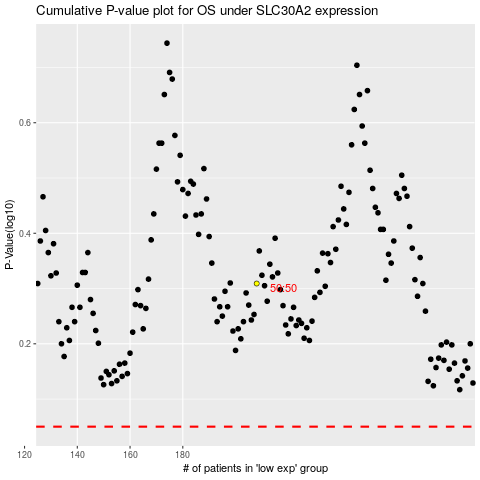 Cumulative P-value plot for OS under SLC30A2 expression
P-Value(log10)
0.6
0.4
0.2
50:50
120 140 160 180
# of patients in 'low exp' group